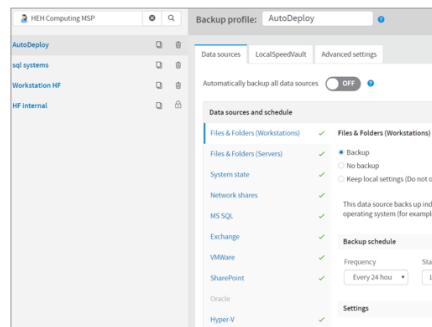 HEH Computing MSP
Backup profile: AutoDeploy
AutoDeploy
sql systems
Workstation HF
HF internal
Data sources
LocalSpeedVault
Advanced settings
Automatically backup all data sources
OFF
Data sources and schedule
Files & Folders (Workstations)
Files & Folders (Servers)
System state
Network shares
MS SQL
Exchange
VMWare
SharePoint
Oracle
Hyper-V
Files & Folders (Workstations)
Backup
No backup
Keep local settings (Do not o
This data source backs up ind
operating system (for exampl
Backup schedule
Frequency
Sta
Every 24 hou
Settings